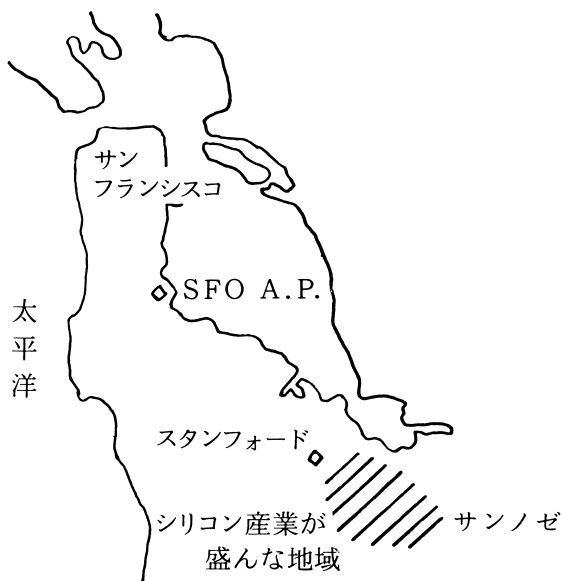 サン
フランシスコ
SFO A.P.
太平洋
スタンフォード
シリコン産業が
盛んな地域
サンノゼ